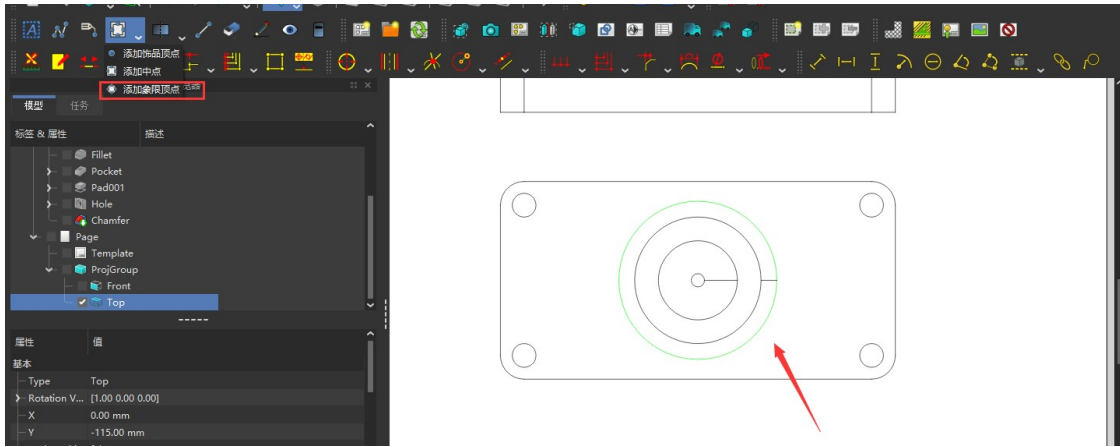 添加饰品顶点
添加中点
添加象限顶点
览器
模型 任务
标签 & 属性 描述
Fillet
Pocket
Pad001
Hole
Chamfer
Page
Template
ProjGroup
Front
Top
属性 值
基本
Type Top
Rotation V... [1.00 0.00 0.00]
X 0.00 mm
Y -115.00 mm